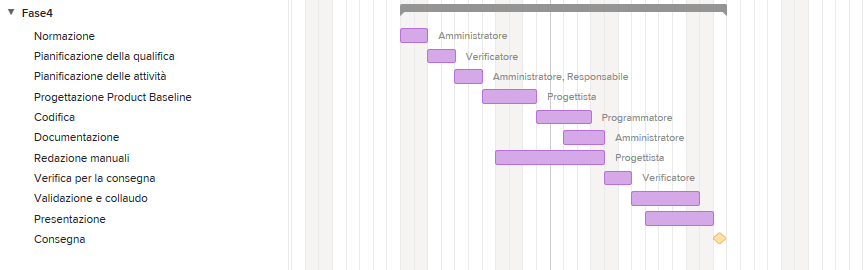 Fase4
Normazione Amministratore
Pianificazione della qualifica Verificatore
Pianificazione delle attività Amministratore, Responsabile
Progettazione Product Baseline Progettista
Codifica Programmatore
Documentazione Amministratore
Redazione manuali Progettista
Verifica per la consegna Verificatore
Validazione e collaudo
Presentazione
Consegna